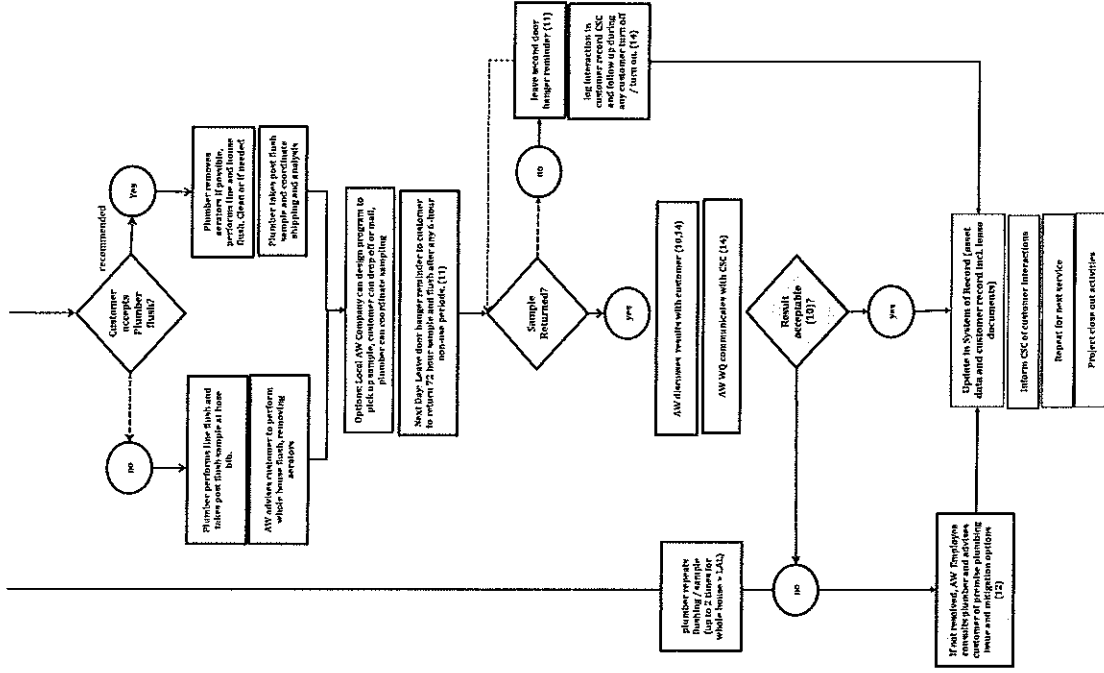 Customer
accepts
Plumber
flush?
recommended
Yes
no
Plumber removes
aerators if possible,
performs line and house
flush. Clean or if needed
Plumber takes post flush
sample and coordinate
shipping and analysis
Plumber performs line flush and
takes post flush sample at hose
bib.
AW advises customer to perform
whole house flush, removing
aerators
Options: Local AW Company can design program to
pick up sample, customer can drop off or mail,
plumber can coordinate sampling
Next Day: Leave door hanger reminder to customer
to return 72 hour sample and flush after any 6-hour
non-use periods. (11)
Sample
Returned?
no
leave second door
hanger reminder (11)
log interaction in
customer record CSC
and follow up during
any customer turn off
/ turn on. (14)
yes
AW discusses results with customer (10,14)
AW WQ communicates with CSC (14)
Result
acceptable
(10)?
yes
no
plumber repeats
flushing / sample
(up to 2 times for
whole house > LAL)
If not resolved, AW Employee
consults plumber and advises
customer of premise plumbing
issue and mitigation options
(12)
Update in System of Record (asset
data and customer record incl. lease
documents)
Inform CSC of customer interactions
Repeat for next service
Project close out activities